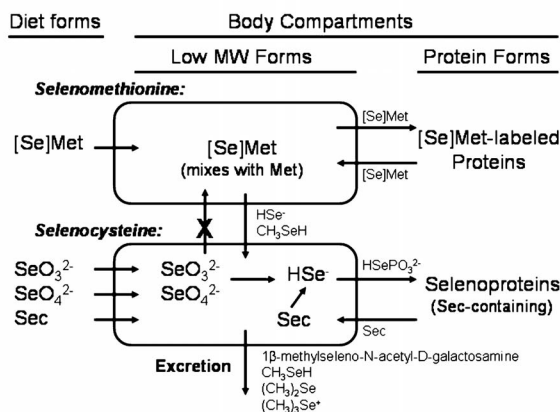 Diet forms
Body Compartments
Low MW Forms
Protein Forms
Selenomethionine:
[Se]Met
[Se]Met
(mixes with Met)
[Se]Met
[Se]Met
[Se]Met-labeled
Proteins
HSe⁻
CH₃SeH
X
Selenocysteine:
SeO₃²⁻
SeO₄²⁻
Sec
SeO₃²⁻
SeO₄²⁻
HSe⁻
Sec
HSePO₃²⁻
Sec
Selenoproteins
(Sec-containing)
Excretion
1β-methylseleno-N-acetyl-D-galactosamine
CH₃SeH
(CH₃)₂Se
(CH₃)₃Se⁺